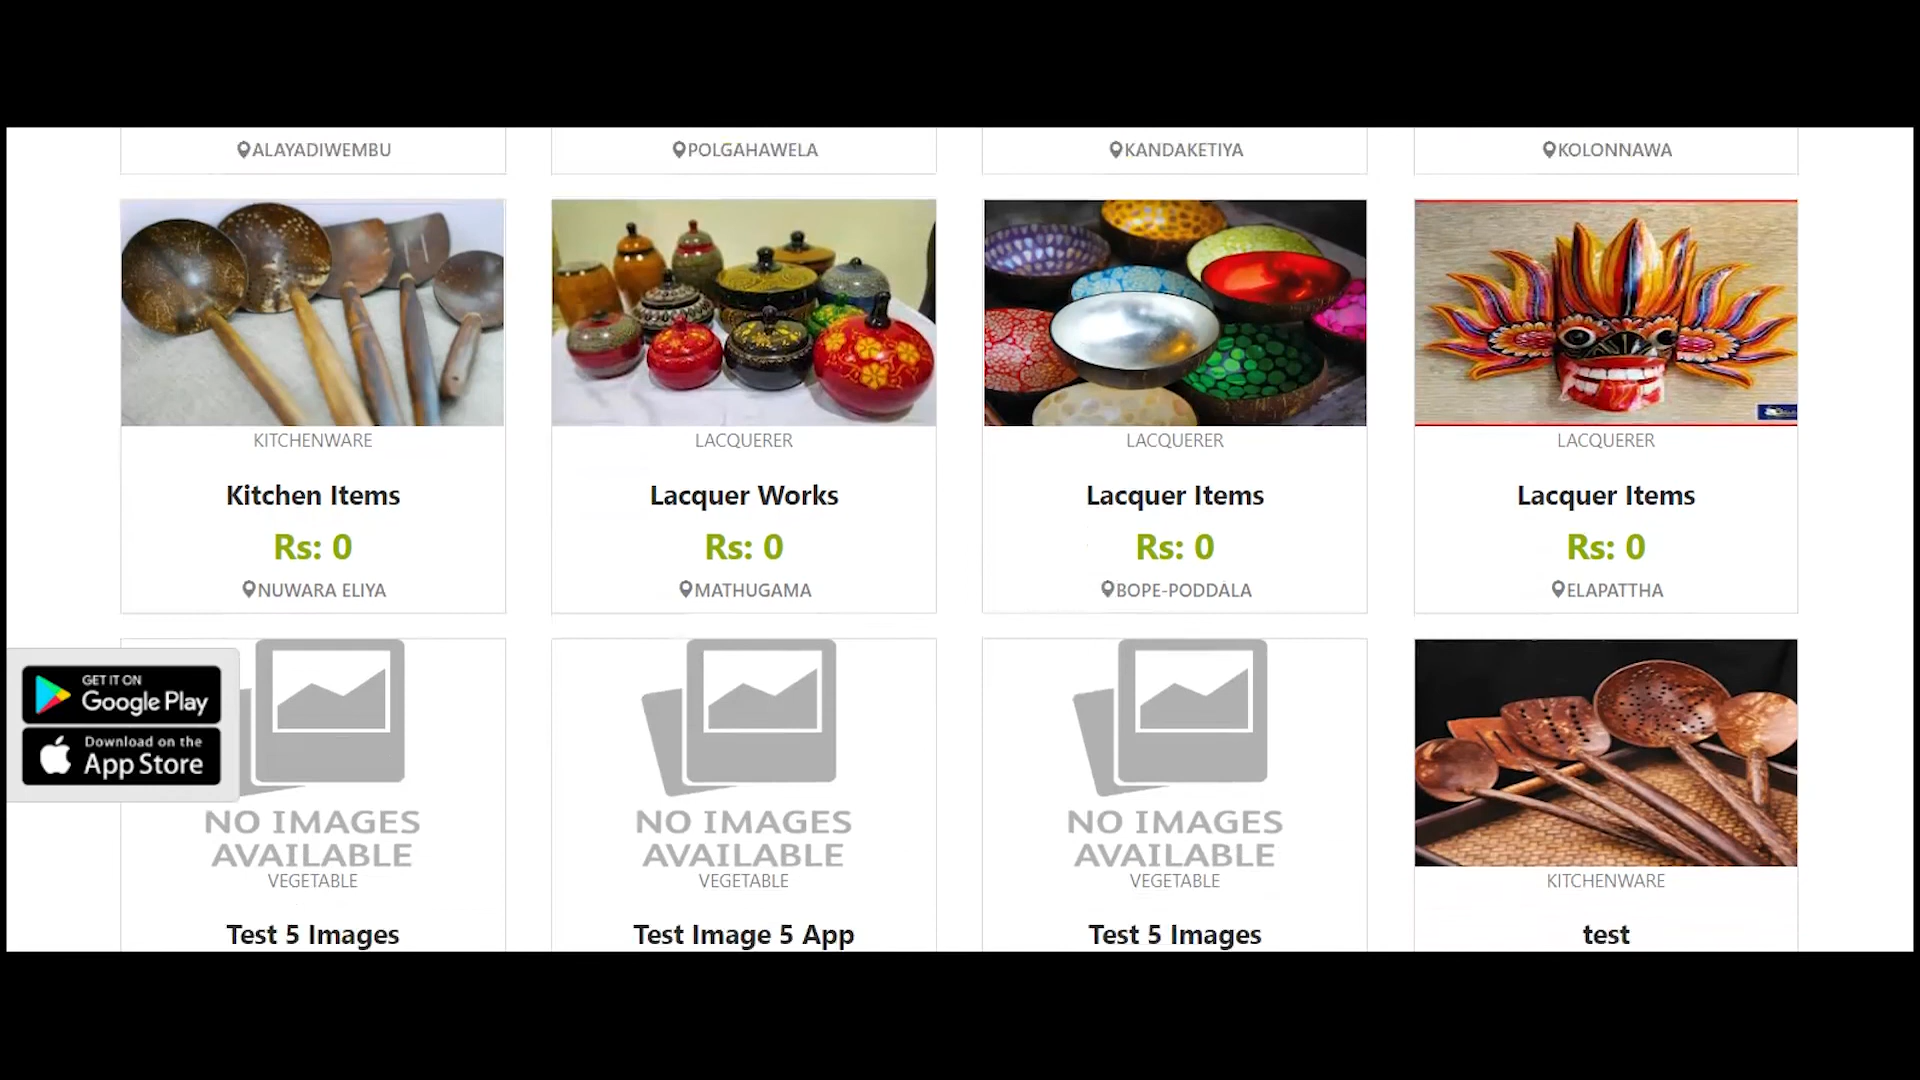 ALAYADIWEMBU
POLGAHAWELA
KANDAKETIYA
KOLONNAWA
KITCHENWARE
LACQUERER
LACQUERER
LACQUERER
Kitchen Items
Lacquer Works
Lacquer Items
Lacquer Items
Rs: 0
Rs: 0
Rs: 0
Rs: 0
NUWARA ELIYA
MATHUGAMA
BOPE-PODDALA
ELAPATTHA
GET IT ON
Google Play
Download on the
App Store
NO IMAGES
AVAILABLE
NO IMAGES
AVAILABLE
NO IMAGES
AVAILABLE
VEGETABLE
VEGETABLE
VEGETABLE
KITCHENWARE
Test 5 Images
Test Image 5 App
Test 5 Images
test